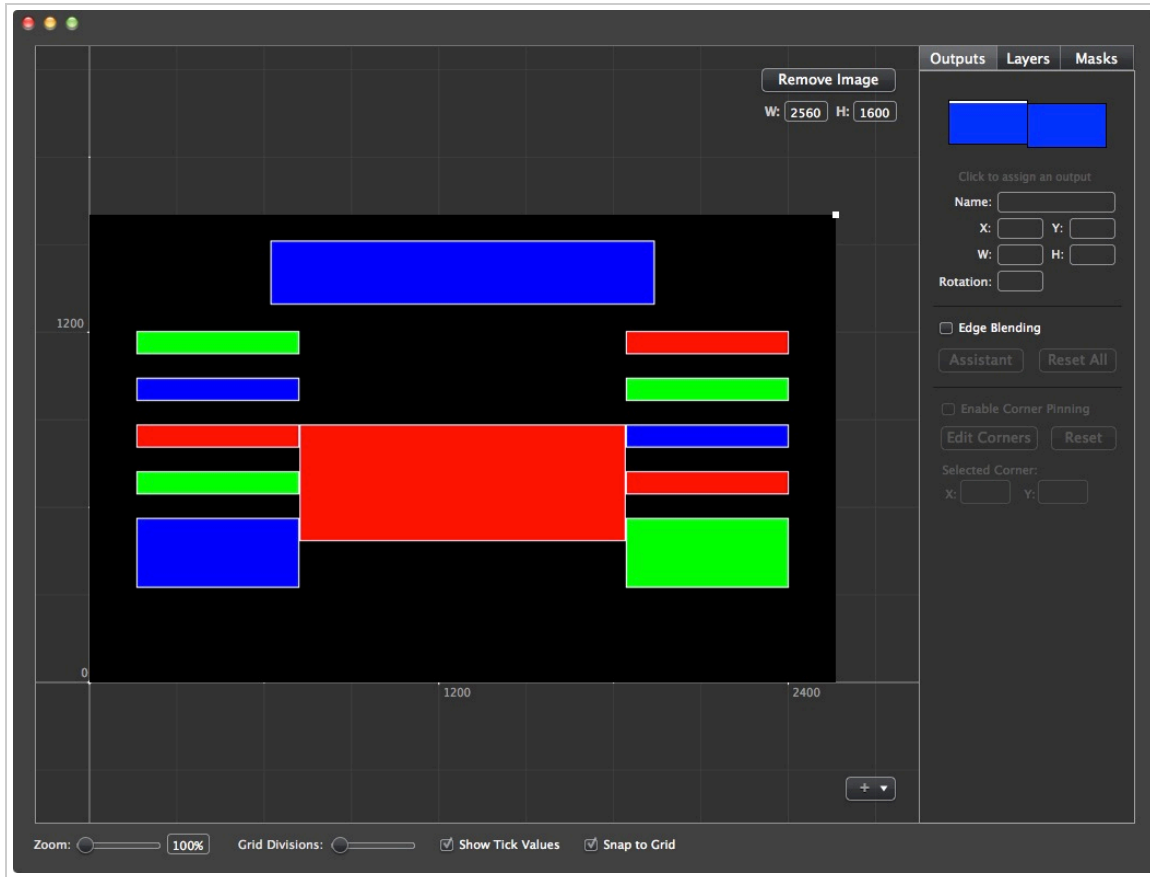 Outputs Layers Masks
Remove Image
W: 2560 H: 1600
Click to assign an output
Name:
X: Y:
W: H:
Rotation:
1200
Edge Blending
Assistant Reset All
Enable Corner Pinning
Edit Corners Reset
Selected Corner:
X: Y:
0
1200 2400
+ ▼
Zoom: 100% Grid Divisions: Show Tick Values Snap to Grid